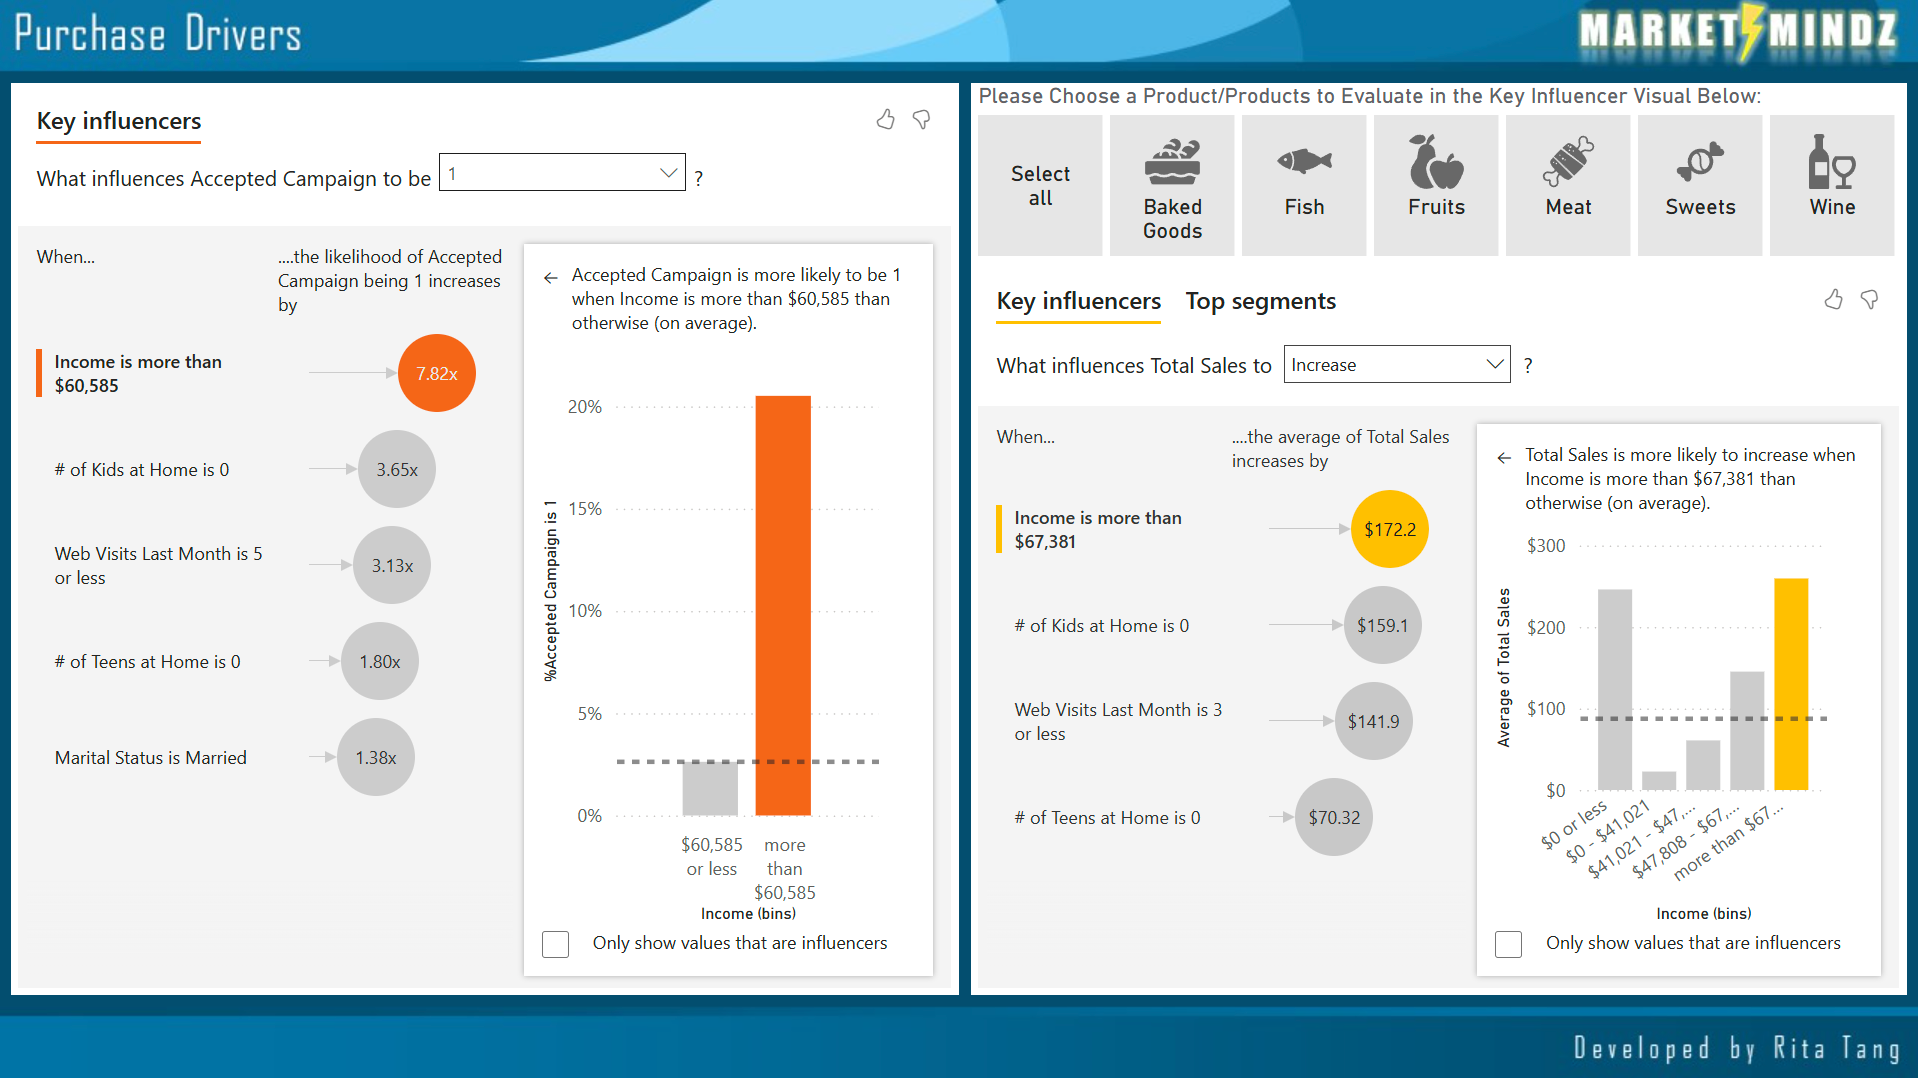 Purchase Drivers
MARKET MINDZ
Key influencers
What influences Accepted Campaign to be
1
?
When...
....the likelihood of Accepted
Campaign being 1 increases
by
Income is more than
$60,585
7.82x
# of Kids at Home is 0
3.65x
Web Visits Last Month is 5
or less
3.13x
# of Teens at Home is 0
1.80x
Marital Status is Married
1.38x
Accepted Campaign is more likely to be 1
when Income is more than $60,585 than
otherwise (on average).
%Accepted Campaign is 1
20%
15%
10%
5%
0%
$60,585
or less
more
than
$60,585
Income (bins)
Only show values that are influencers
Please Choose a Product/Products to Evaluate in the Key Influencer Visual Below:
Select
all
Baked
Goods
Fish
Fruits
Meat
Sweets
Wine
Key influencers
Top segments
What influences Total Sales to
Increase
?
When...
....the average of Total Sales
increases by
Income is more than
$67,381
$172.2
# of Kids at Home is 0
$159.1
Web Visits Last Month is 3
or less
$141.9
# of Teens at Home is 0
$70.32
Total Sales is more likely to increase when
Income is more than $67,381 than
otherwise (on average).
Average of Total Sales
$300
$200
$100
$0
$0 or less
$0 - $41,021
$41,021 - $47,...
$47,808 - $67,...
more than $67...
Income (bins)
Only show values that are influencers
Developed by Rita Tang